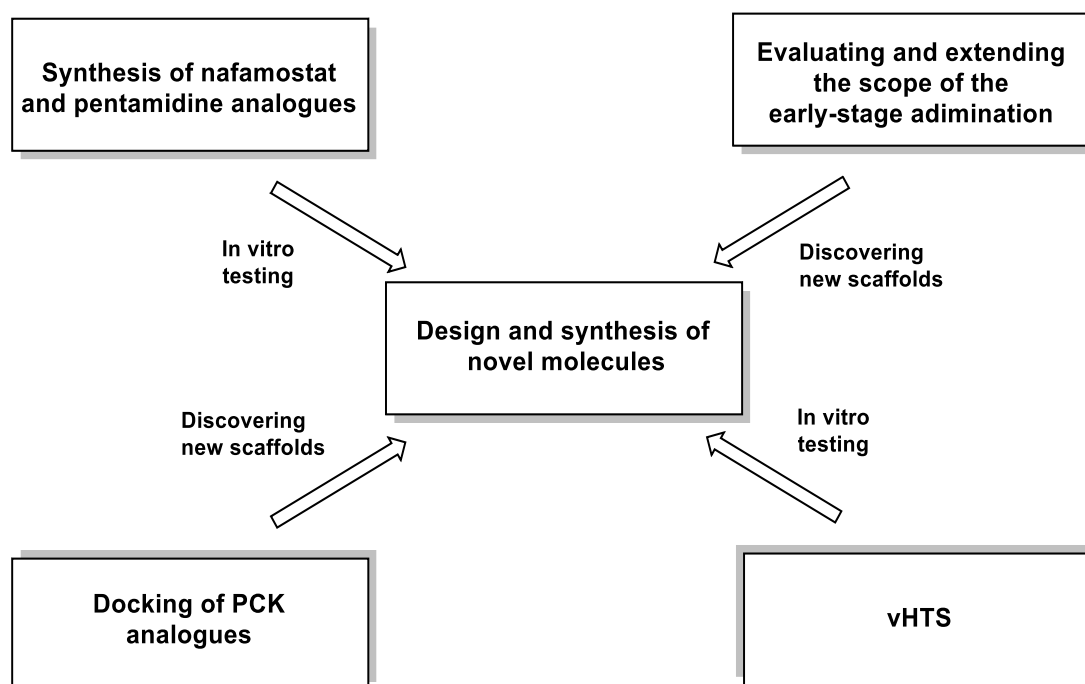 Synthesis of nafamostat
and pentamidine analogues
Evaluating and extending
the scope of the
early-stage adimination
In vitro
testing
Discovering
new scaffolds
Design and synthesis of
novel molecules
Discovering
new scaffolds
In vitro
testing
Docking of PCK
analogues
vHTS